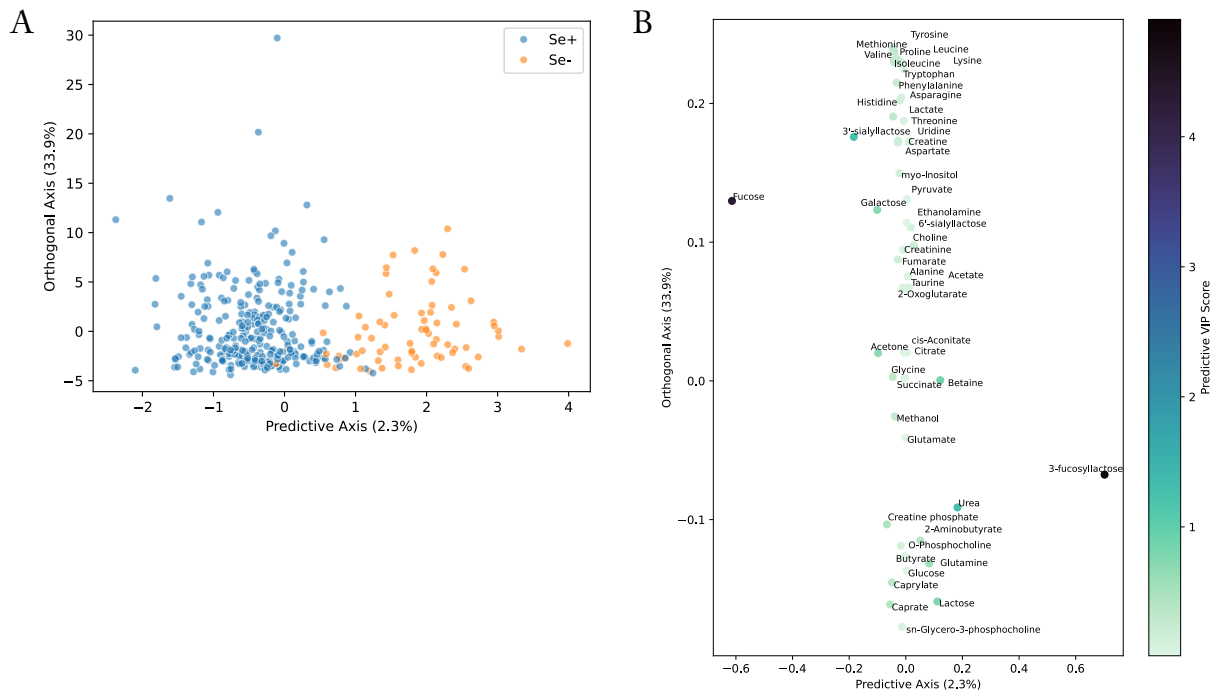 A
Se+
Se-
30
25
20
15
10
5
0
−5
Orthogonal Axis (33.9%)
−2
−1
0
1
2
3
4
Predictive Axis (2.3%)
B
Tyrosine
Methionine
Proline
Leucine
Valine
Lysine
Isoleucine
Tryptophan
Phenylalanine
Asparagine
Histidine
Lactate
Threonine
3'-sialyllactose
Uridine
Creatine
Aspartate
myo-Inositol
Pyruvate
Fucose
Galactose
Ethanolamine
6'-sialyllactose
Choline
Creatinine
Fumarate
Alanine
Acetate
Taurine
2-Oxoglutarate
cis-Aconitate
Acetone
Citrate
Glycine
Succinate
Betaine
Methanol
Glutamate
3-fucosyllactose
Urea
Creatine phosphate
2-Aminobutyrate
O-Phosphocholine
Butyrate
Glutamine
Glucose
Caprylate
Caprate
Lactose
sn-Glycero-3-phosphocholine
0.2
0.1
0.0
−0.1
Orthogonal Axis (33.9%)
−0.6
−0.4
−0.2
0.0
0.2
0.4
0.6
Predictive Axis (2.3%)
4
3
2
1
Predictive VIP Score